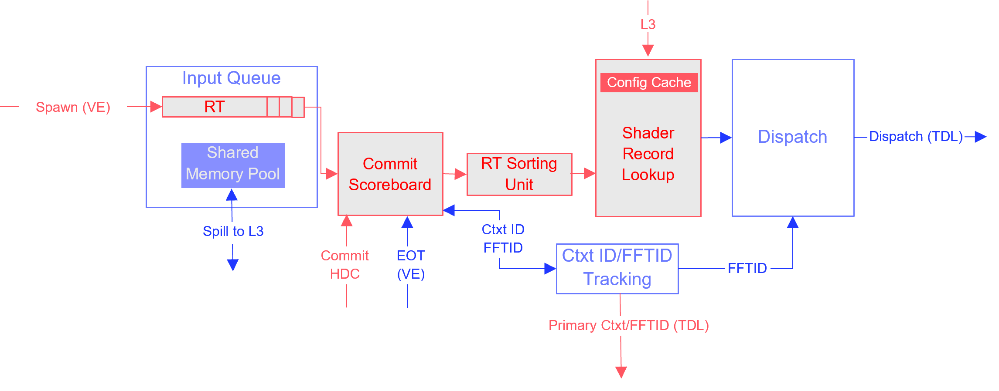 L3
Input Queue
Config Cache
Spawn (VE)
RT
Shader
Record
Lookup
Dispatch
Dispatch (TDL)
Shared
Memory Pool
Commit
Scoreboard
RT Sorting
Unit
Spill to L3
Ctxt ID
FFTID
Commit
HDC
EOT
(VE)
Ctxt ID/FFTID
Tracking
FFTID
Primary Ctxt/FFTID (TDL)